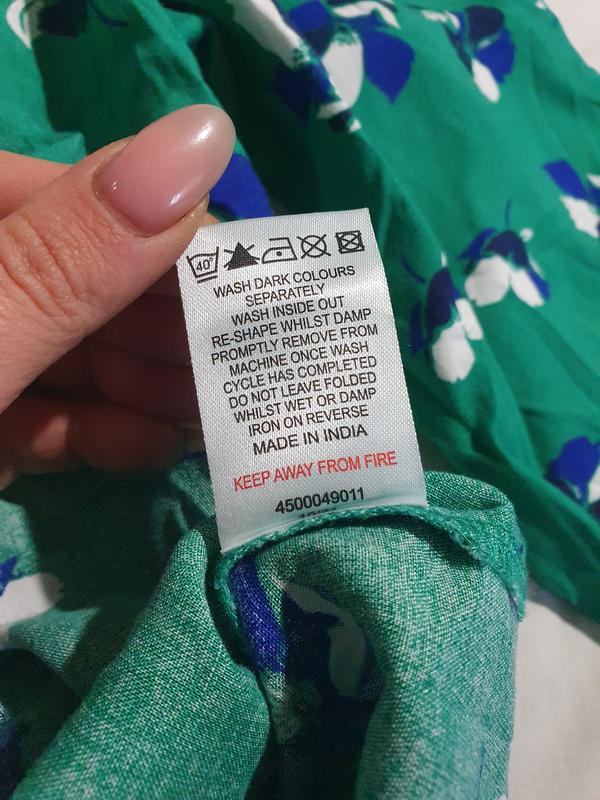 40°
WASH DARK COLOURS
SEPARATELY
WASH INSIDE OUT
RE-SHAPE WHILST DAMP
PROMPTLY REMOVE FROM
MACHINE ONCE WASH
CYCLE HAS COMPLETED
DO NOT LEAVE FOLDED
WHILST WET OR DAMP
IRON ON REVERSE
MADE IN INDIA
KEEP AWAY FROM FIRE
4500049011